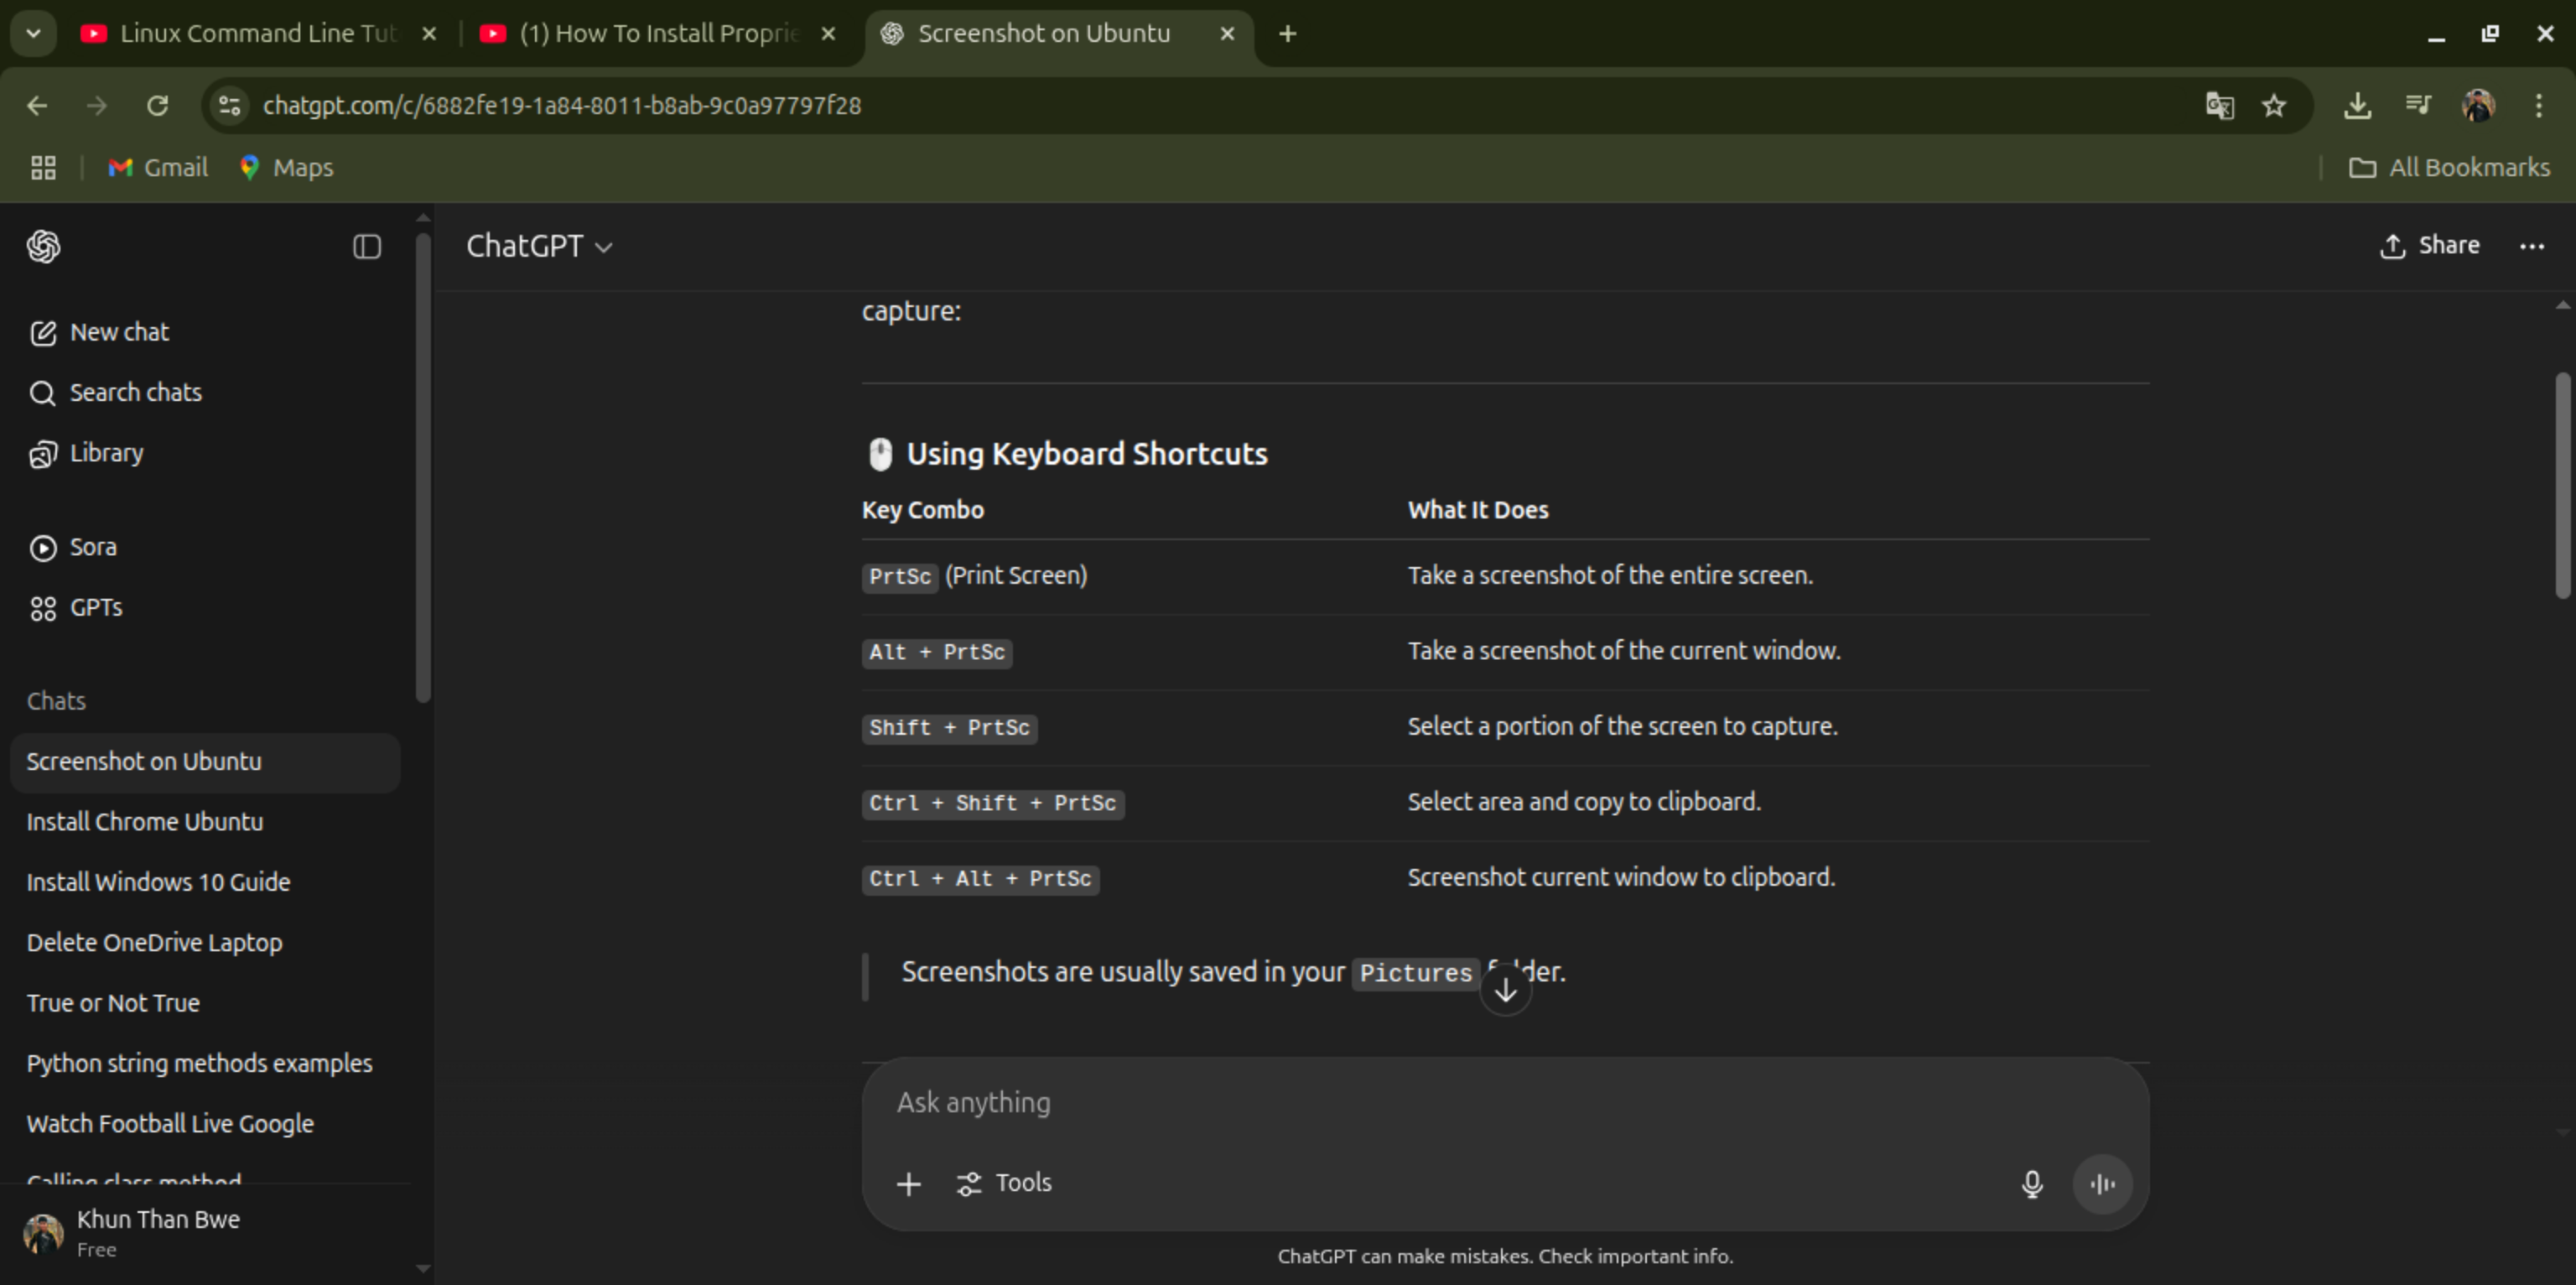 Linux Command Line Tut
(1) How To Install Proprie
Screenshot on Ubuntu
chatgpt.com/c/6882fe19-1a84-8011-b8ab-9c0a97797f28
Gmail
Maps
All Bookmarks
ChatGPT
Share
New chat
Search chats
Library
Sora
GPTs
Chats
Screenshot on Ubuntu
Install Chrome Ubuntu
Install Windows 10 Guide
Delete OneDrive Laptop
True or Not True
Python string methods examples
Watch Football Live Google
Calling class method
Khun Than Bwe
Free
capture:
Using Keyboard Shortcuts
Key Combo What It Does
PrtSc (Print Screen) Take a screenshot of the entire screen.
Alt + PrtSc Take a screenshot of the current window.
Shift + PrtSc Select a portion of the screen to capture.
Ctrl + Shift + PrtSc Select area and copy to clipboard.
Ctrl + Alt + PrtSc Screenshot current window to clipboard.
Screenshots are usually saved in your Pictures folder.
Ask anything
Tools
ChatGPT can make mistakes. Check important info.